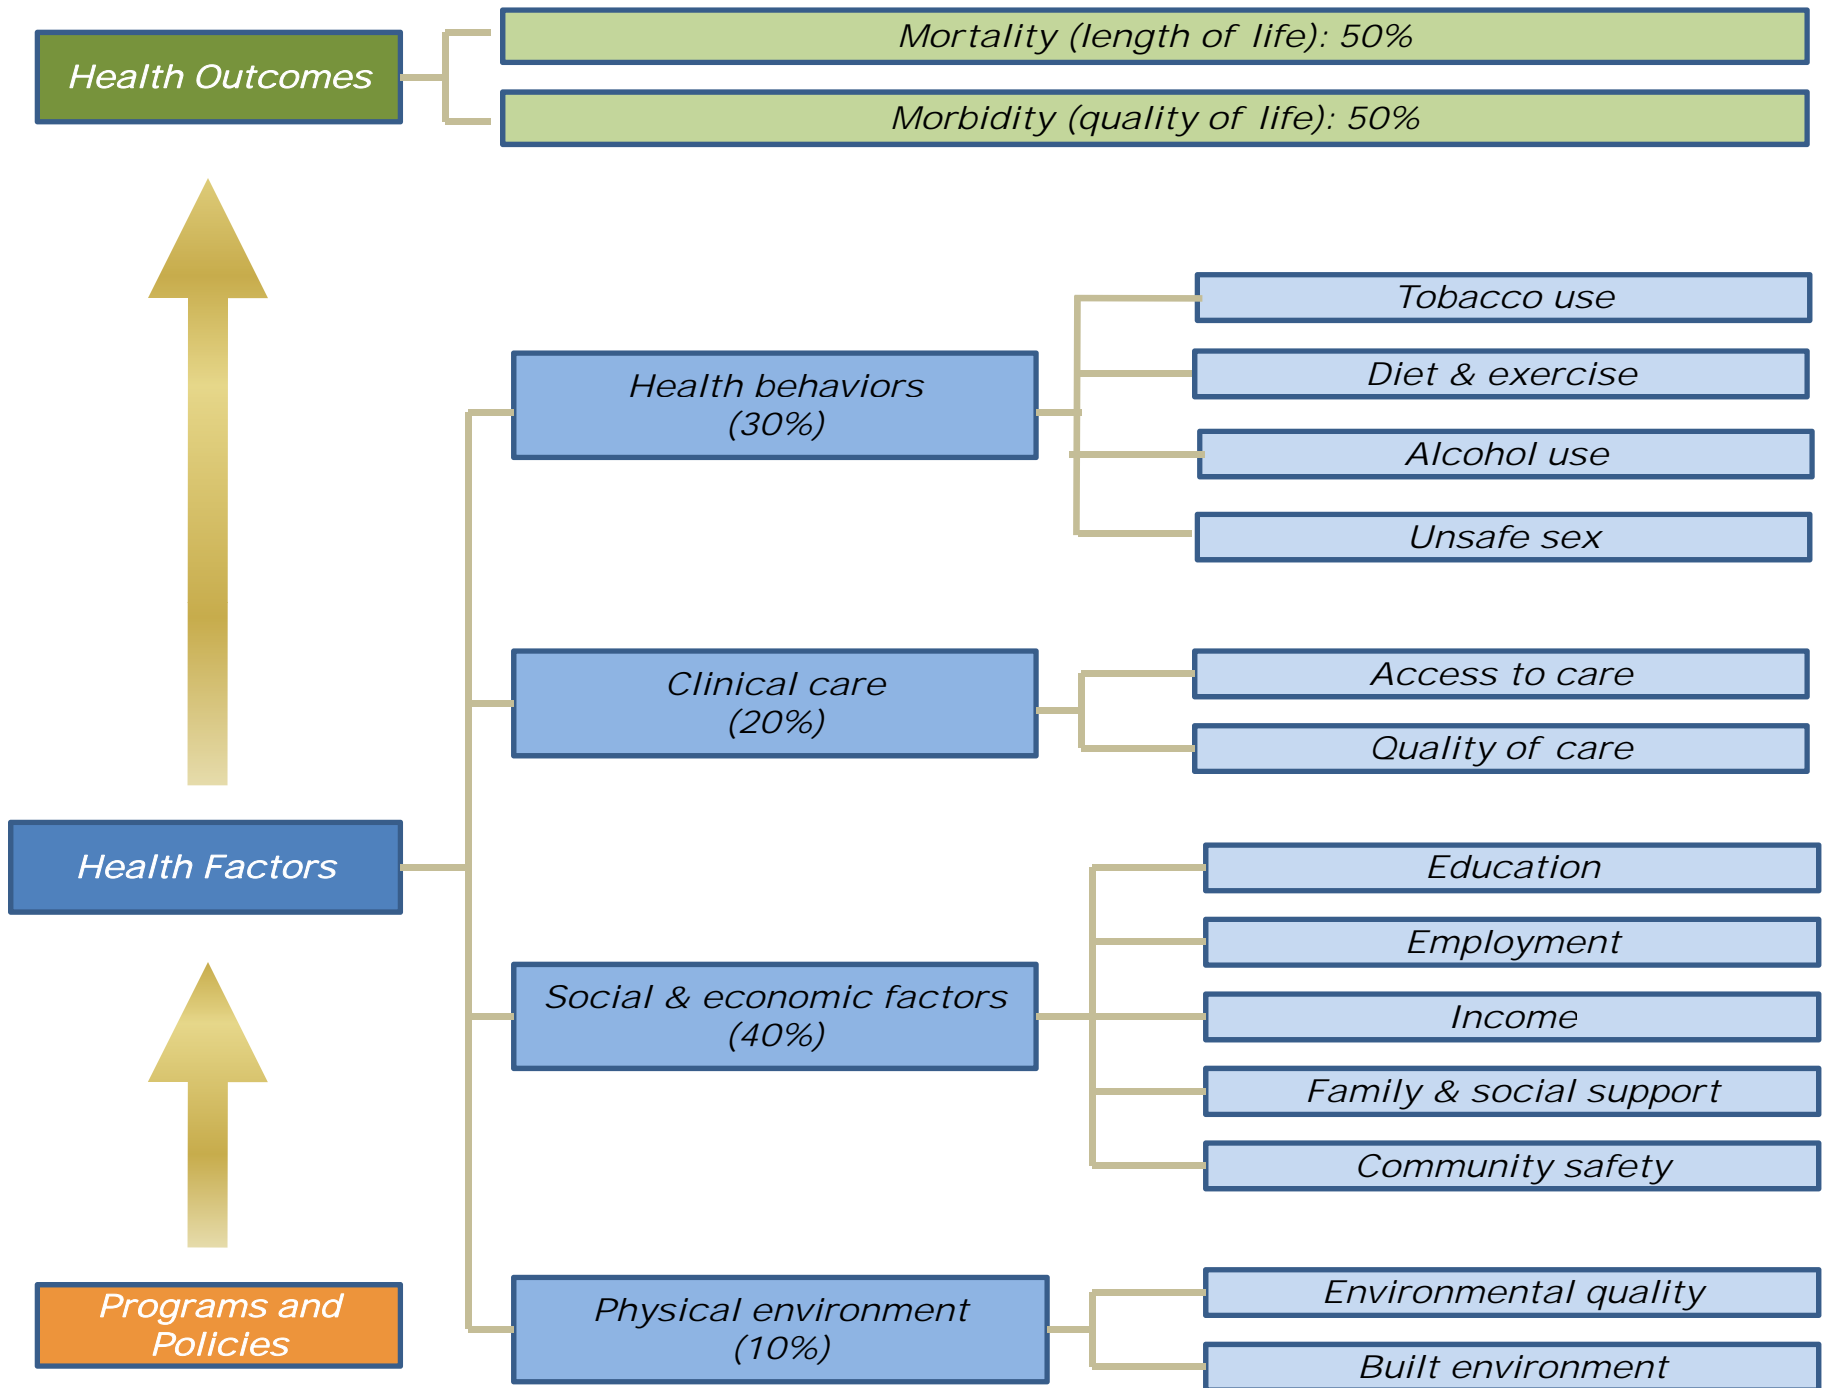 Health Outcomes
Mortality (length of life): 50%
Morbidity (quality of life): 50%
Health behaviors
(30%)
Tobacco use
Diet & exercise
Alcohol use
Unsafe sex
Clinical care
(20%)
Access to care
Quality of care
Health Factors
Social & economic factors
(40%)
Education
Employment
Income
Family & social support
Community safety
Programs and
Policies
Physical environment
(10%)
Environmental quality
Built environment